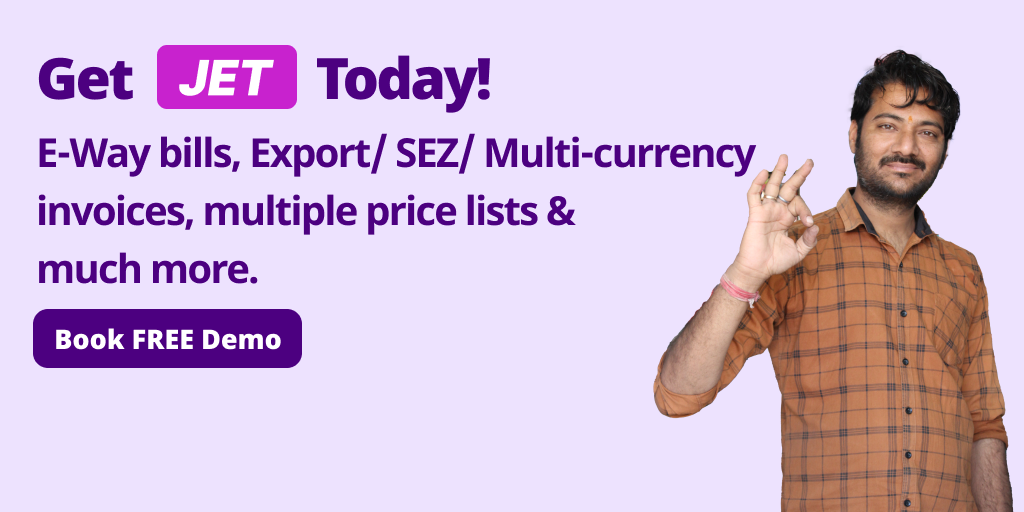 Get JET Today!
E-Way bills, Export/ SEZ/ Multi-currency
invoices, multiple price lists &
much more.
Book FREE Demo